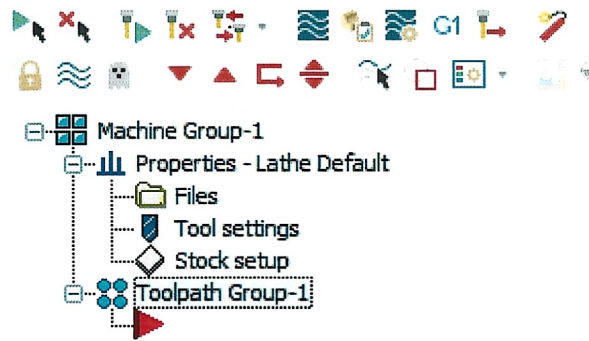 G1
Machine Group-1
Properties - Lathe Default
Files
Tool settings
Stock setup
Toolpath Group-1